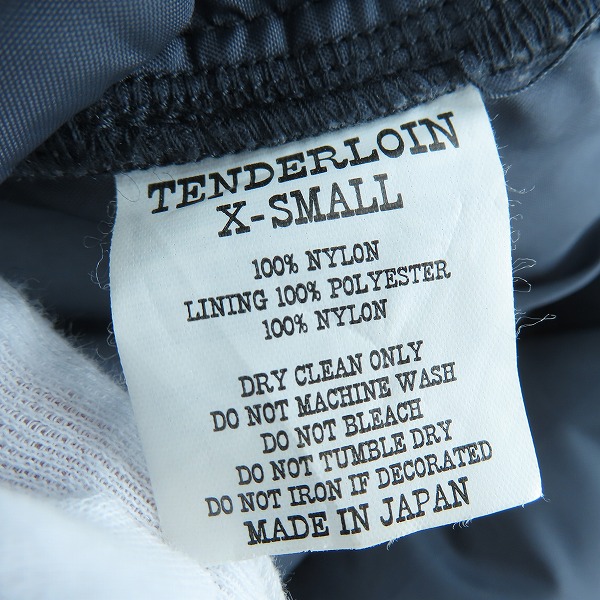 TENDERLOIN
X-SMALL
100% NYLON
LINING 100% POLYESTER
100% NYLON
DRY CLEAN ONLY
DO NOT MACHINE WASH
DO NOT BLEACH
DO NOT TUMBLE DRY
DO NOT IRON IF DECORATED
MADE IN JAPAN